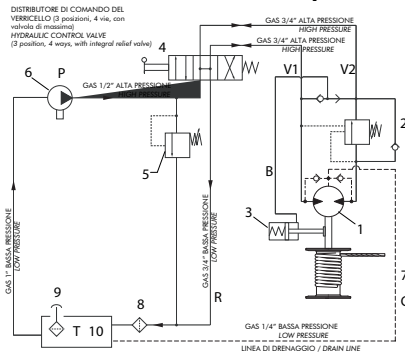 DISTRIBUTORE DI COMANDO DEL
VERRICELLO (3 posizioni, 4 vie, con
valvola di massima)
HYDRAULIC CONTROL VALVE
(3 position, 4 ways, with integral relief valve)
GAS 3/4" ALTA PRESSIONE
HIGH PRESSURE
4
GAS 3/4" ALTA PRESSIONE
HIGH PRESSURE
6
P
GAS 1/2" ALTA PRESSIONE
HIGH PRESSURE
V1
V2
2
5
B
3
1
GAS 1" BASSA PRESSIONE
LOW PRESSURE
GAS 3/4" BASSA PRESSIONE
LOW PRESSURE
7
9
8
R
T 10
GAS 1/4" BASSA PRESSIONE
LOW PRESSURE
LINEA DI DRENAGGIO / DRAIN LINE